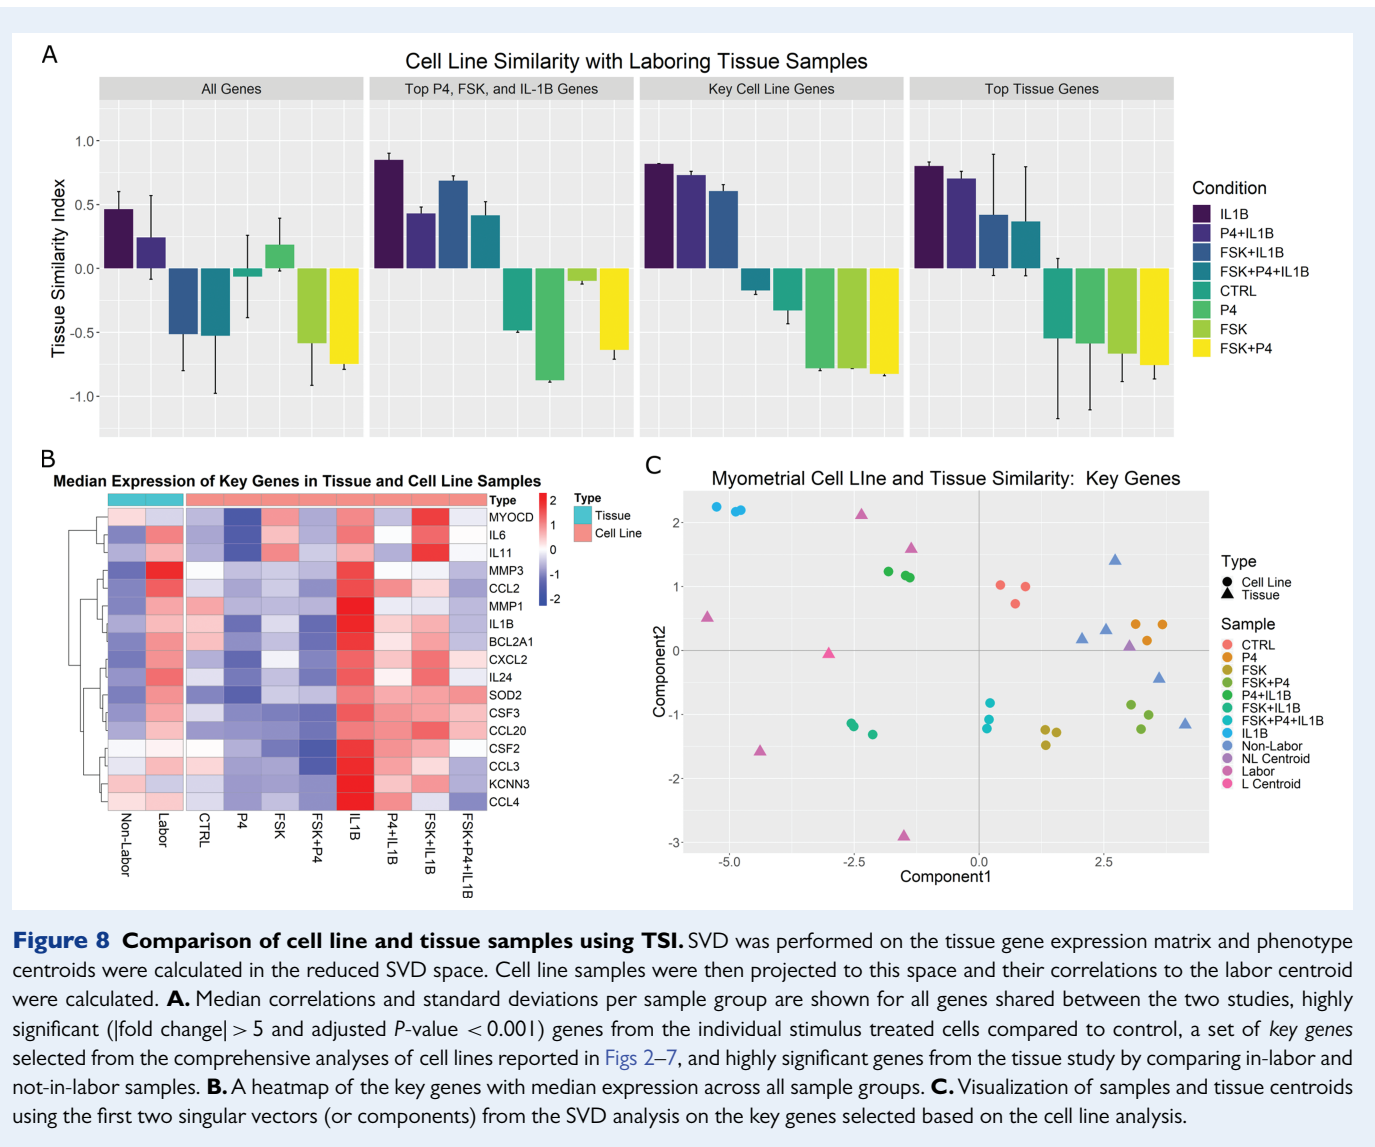 A
Cell Line Similarity with Laboring Tissue Samples
All Genes
Top P4, FSK, and IL-1B Genes
Key Cell Line Genes
Top Tissue Genes
Tissue Similarity Index
1.0
0.5
0.0
-0.5
-1.0
Condition
IL1B
P4+IL1B
FSK+IL1B
FSK+P4+IL1B
CTRL
P4
FSK
FSK+P4
B
Median Expression of Key Genes in Tissue and Cell Line Samples
Type
MYOCD
IL6
IL11
MMP3
CCL2
MMP1
IL1B
BCL2A1
CXCL2
IL24
SOD2
CSF3
CCL20
CSF2
CCL3
KCNN3
CCL4
2
1
0
-1
-2
Type
Tissue
Cell Line
Non-Labor
Labor
CTRL
P4
FSK
FSK+P4
IL1B
P4+IL1B
FSK+IL1B
FSK+P4+IL1B
C
Myometrial Cell LIne and Tissue Similarity: Key Genes
Component2
2
1
0
-1
-2
-3
-5.0
-2.5
0.0
2.5
Component1
Type
Cell Line
Tissue
Sample
CTRL
P4
FSK
FSK+P4
P4+IL1B
FSK+IL1B
FSK+P4+IL1B
IL1B
Non-Labor
NL Centroid
Labor
L Centroid
Figure 8 Comparison of cell line and tissue samples using TSI. SVD was performed on the tissue gene expression matrix and phenotype
centroids were calculated in the reduced SVD space. Cell line samples were then projected to this space and their correlations to the labor centroid
were calculated. A. Median correlations and standard deviations per sample group are shown for all genes shared between the two studies, highly
significant (|fold change| > 5 and adjusted P-value < 0.001) genes from the individual stimulus treated cells compared to control, a set of key genes
selected from the comprehensive analyses of cell lines reported in Figs 2–7, and highly significant genes from the tissue study by comparing in-labor and
not-in-labor samples. B. A heatmap of the key genes with median expression across all sample groups. C. Visualization of samples and tissue centroids
using the first two singular vectors (or components) from the SVD analysis on the key genes selected based on the cell line analysis.